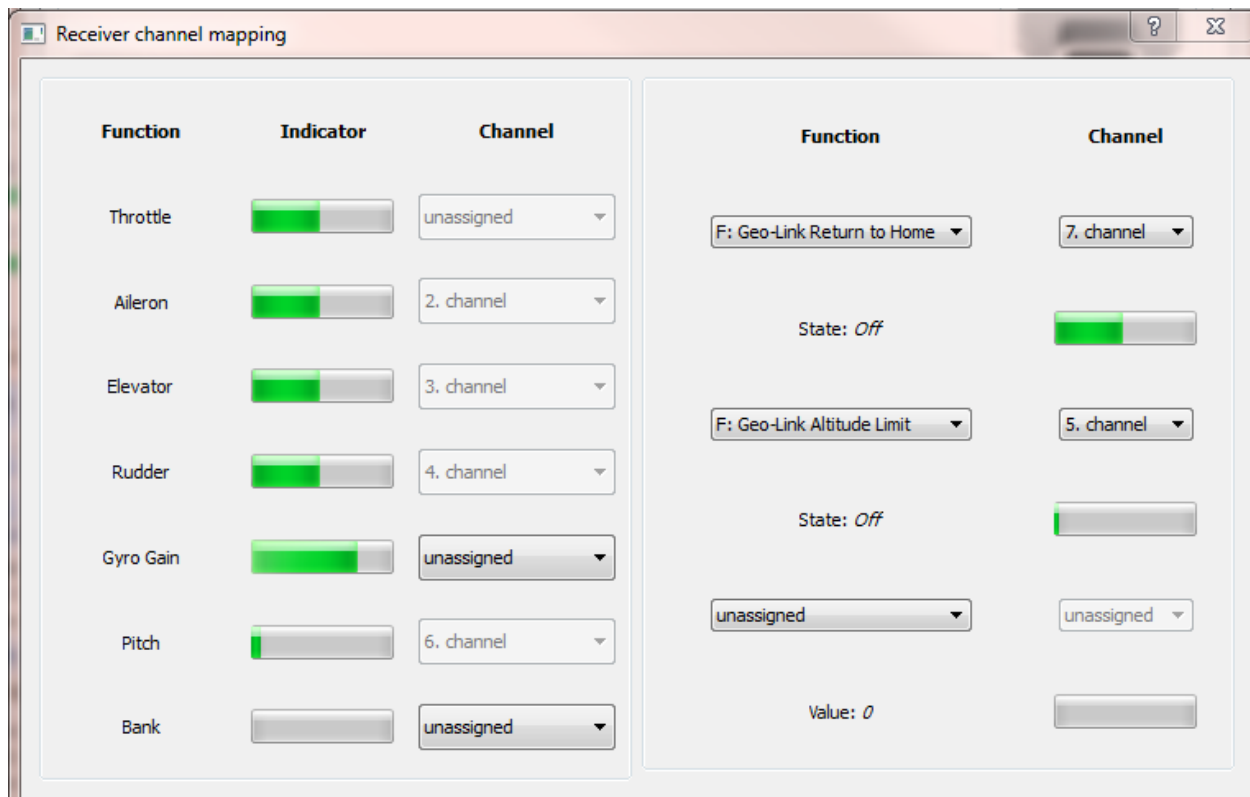 Receiver channel mapping
Function Indicator Channel
Throttle unassigned
Aileron 2. channel
Elevator 3. channel
Rudder 4. channel
Gyro Gain unassigned
Pitch 6. channel
Bank unassigned
Function Channel
F: Geo-Link Return to Home 7. channel
State: Off
F: Geo-Link Altitude Limit 5. channel
State: Off
unassigned unassigned
Value: 0